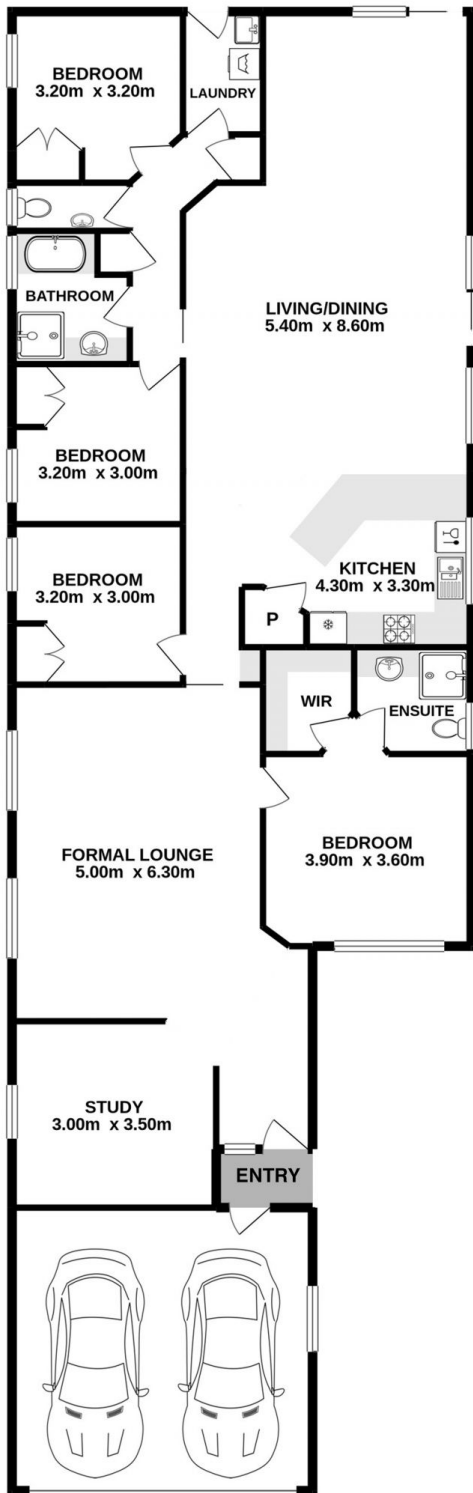 BEDROOM
3.20m x 3.20m
LAUNDRY
BATHROOM
LIVING/DINING
5.40m x 8.60m
BEDROOM
3.20m x 3.00m
BEDROOM
3.20m x 3.00m
KITCHEN
4.30m x 3.30m
P
WIR
ENSUITE
BEDROOM
3.90m x 3.60m
FORMAL LOUNGE
5.00m x 6.30m
STUDY
3.00m x 3.50m
ENTRY